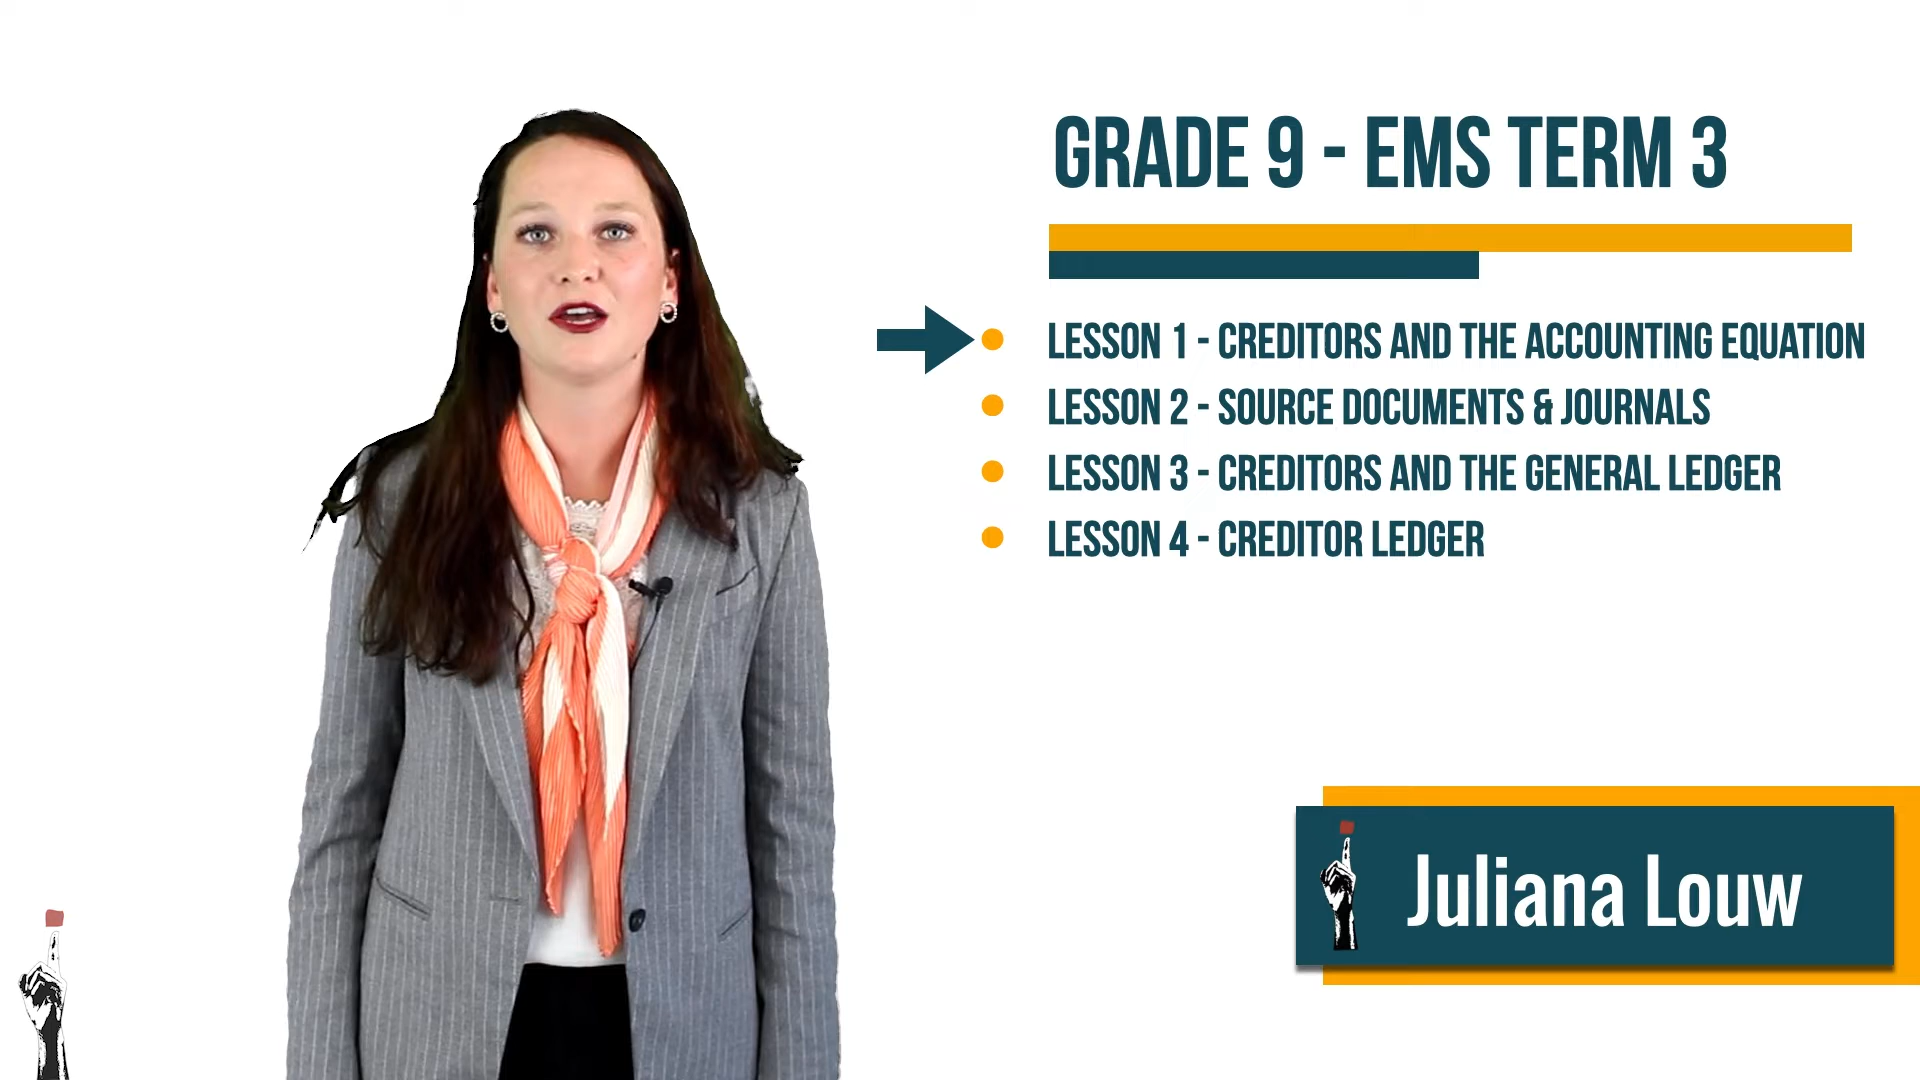 GRADE 9 - EMS TERM 3
LESSON 1 - CREDITORS AND THE ACCOUNTING EQUATION
LESSON 2 - SOURCE DOCUMENTS & JOURNALS
LESSON 3 - CREDITORS AND THE GENERAL LEDGER
LESSON 4 - CREDITOR LEDGER
Juliana Louw